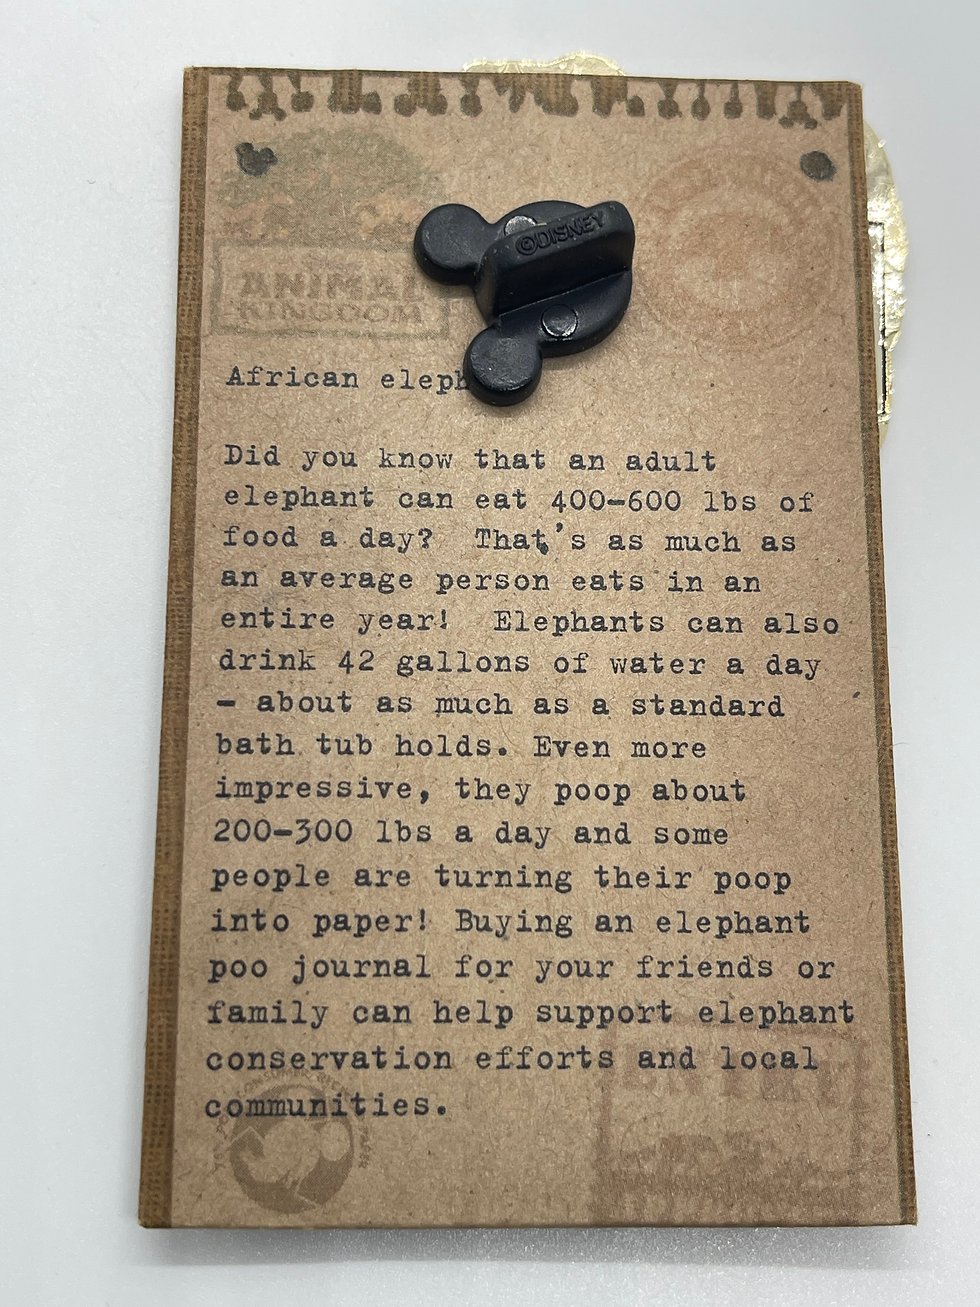 ANIMAL
KINGDOM
©DISNEY
African eleph
Did you know that an adult
elephant can eat 400-600 lbs of
food a day?  That's as much as
an average person eats in an
entire year!  Elephants can also
drink 42 gallons of water a day
- about as much as a standard
bath tub holds. Even more
impressive, they poop about
200-300 lbs a day and some
people are turning their poop
into paper! Buying an elephant
poo journal for your friends or
family can help support elephant
conservation efforts and local
communities.